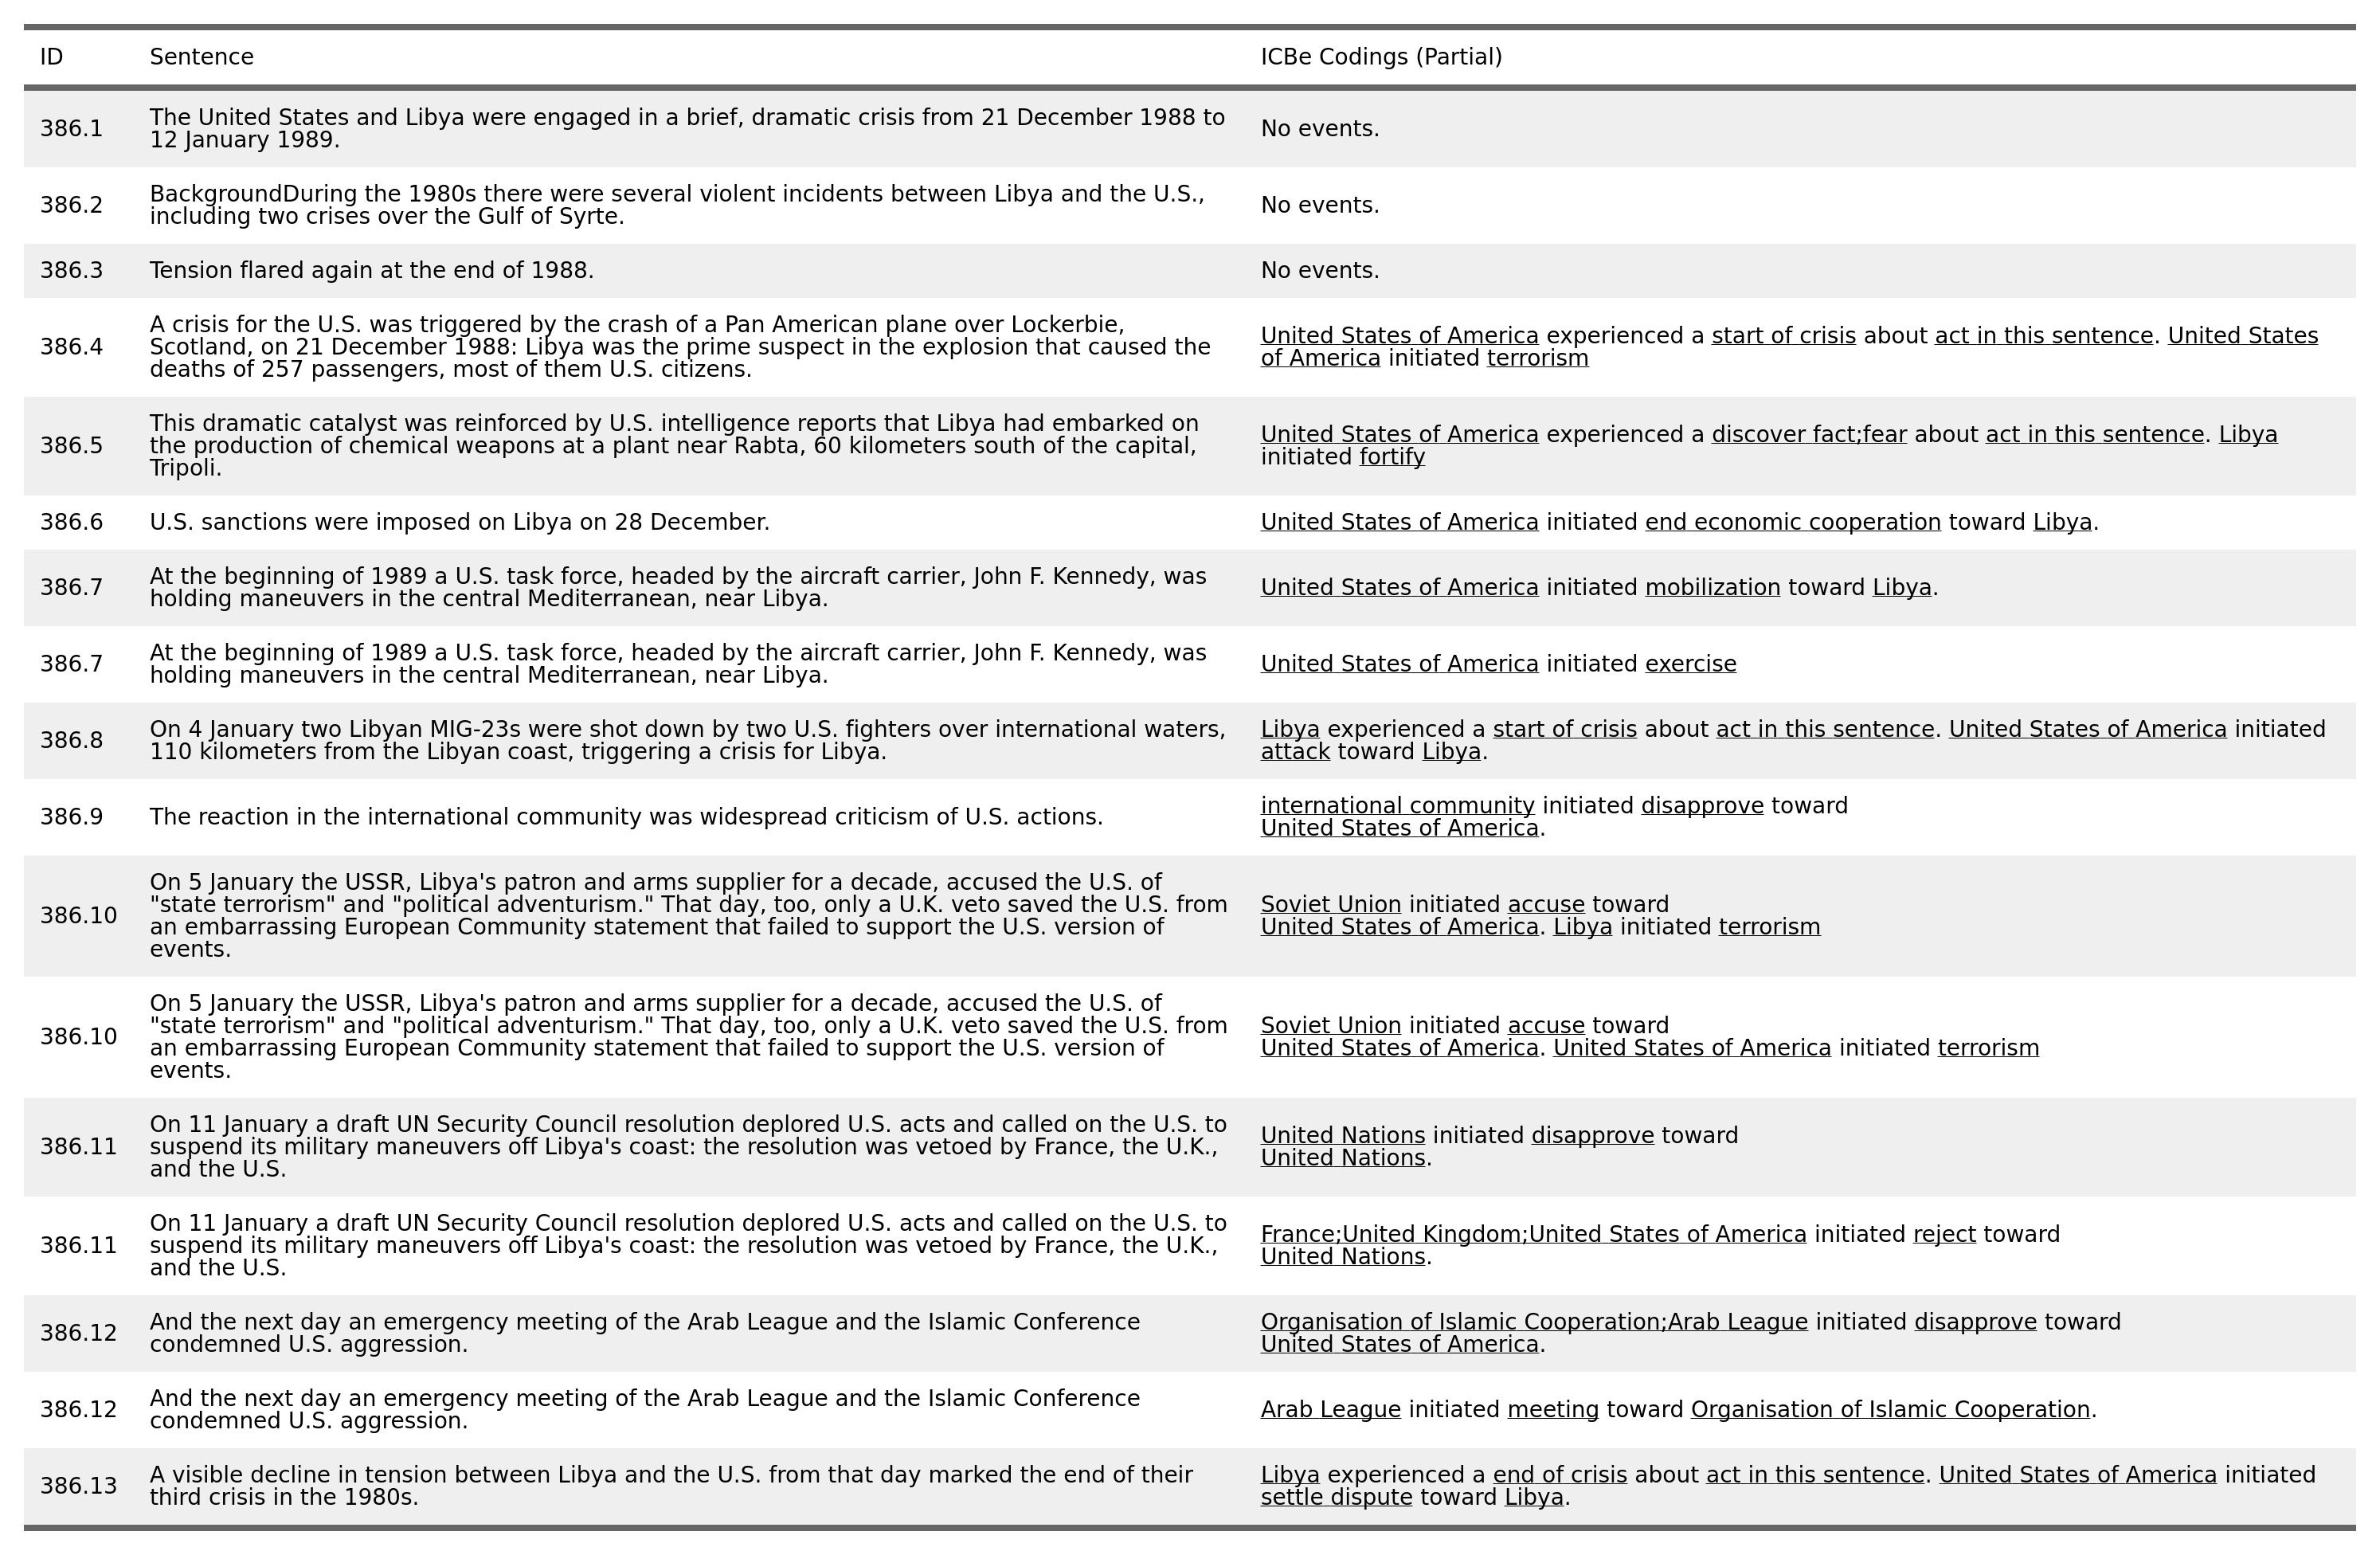 ID Sentence ICBe Codings (Partial)
386.1 The United States and Libya were engaged in a brief, dramatic crisis from 21 December 1988 to
12 January 1989.
No events.
386.2 BackgroundDuring the 1980s there were several violent incidents between Libya and the U.S.,
including two crises over the Gulf of Syrte.
No events.
386.3 Tension flared again at the end of 1988.
No events.
386.4 A crisis for the U.S. was triggered by the crash of a Pan American plane over Lockerbie,
Scotland, on 21 December 1988: Libya was the prime suspect in the explosion that caused the
deaths of 257 passengers, most of them U.S. citizens.
United States of America experienced a start of crisis about act in this sentence. United States
of America initiated terrorism
386.5 This dramatic catalyst was reinforced by U.S. intelligence reports that Libya had embarked on
the production of chemical weapons at a plant near Rabta, 60 kilometers south of the capital,
Tripoli.
United States of America experienced a discover fact;fear about act in this sentence. Libya
initiated fortify
386.6 U.S. sanctions were imposed on Libya on 28 December.
United States of America initiated end economic cooperation toward Libya.
386.7 At the beginning of 1989 a U.S. task force, headed by the aircraft carrier, John F. Kennedy, was
holding maneuvers in the central Mediterranean, near Libya.
United States of America initiated mobilization toward Libya.
386.7 At the beginning of 1989 a U.S. task force, headed by the aircraft carrier, John F. Kennedy, was
holding maneuvers in the central Mediterranean, near Libya.
United States of America initiated exercise
386.8 On 4 January two Libyan MIG-23s were shot down by two U.S. fighters over international waters,
110 kilometers from the Libyan coast, triggering a crisis for Libya.
Libya experienced a start of crisis about act in this sentence. United States of America initiated
attack toward Libya.
386.9 The reaction in the international community was widespread criticism of U.S. actions.
international community initiated disapprove toward
United States of America.
386.10 On 5 January the USSR, Libya's patron and arms supplier for a decade, accused the U.S. of
"state terrorism" and "political adventurism." That day, too, only a U.K. veto saved the U.S. from
an embarrassing European Community statement that failed to support the U.S. version of
events.
Soviet Union initiated accuse toward
United States of America. Libya initiated terrorism
386.10 On 5 January the USSR, Libya's patron and arms supplier for a decade, accused the U.S. of
"state terrorism" and "political adventurism." That day, too, only a U.K. veto saved the U.S. from
an embarrassing European Community statement that failed to support the U.S. version of
events.
Soviet Union initiated accuse toward
United States of America. United States of America initiated terrorism
386.11 On 11 January a draft UN Security Council resolution deplored U.S. acts and called on the U.S. to
suspend its military maneuvers off Libya's coast: the resolution was vetoed by France, the U.K.,
and the U.S.
United Nations initiated disapprove toward
United Nations.
386.11 On 11 January a draft UN Security Council resolution deplored U.S. acts and called on the U.S. to
suspend its military maneuvers off Libya's coast: the resolution was vetoed by France, the U.K.,
and the U.S.
France;United Kingdom;United States of America initiated reject toward
United Nations.
386.12 And the next day an emergency meeting of the Arab League and the Islamic Conference
condemned U.S. aggression.
Organisation of Islamic Cooperation;Arab League initiated disapprove toward
United States of America.
386.12 And the next day an emergency meeting of the Arab League and the Islamic Conference
condemned U.S. aggression.
Arab League initiated meeting toward Organisation of Islamic Cooperation.
386.13 A visible decline in tension between Libya and the U.S. from that day marked the end of their
third crisis in the 1980s.
Libya experienced a end of crisis about act in this sentence. United States of America initiated
settle dispute toward Libya.